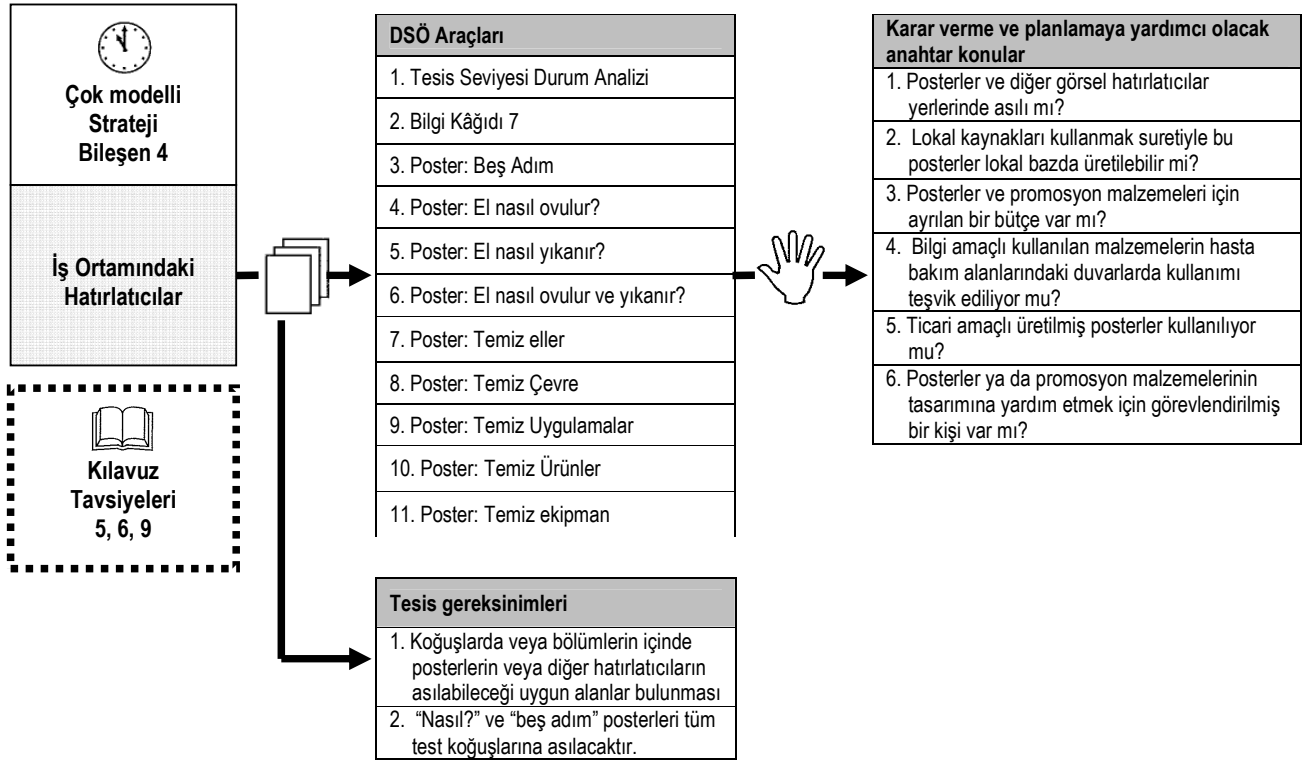 Çok modelli
Strateji
Bileşen 4
İş Ortamındaki
Hatırlatıcılar
Kılavuz
Tavsiyeleri
5, 6, 9
DSÖ Araçları
1. Tesis Seviyesi Durum Analizi
2. Bilgi Kâğıdı 7
3. Poster: Beş Adım
4. Poster: El nasıl ovulur?
5. Poster: El nasıl yıkanır?
6. Poster: El nasıl ovulur ve yıkanır?
7. Poster: Temiz eller
8. Poster: Temiz Çevre
9. Poster: Temiz Uygulamalar
10. Poster: Temiz Ürünler
11. Poster: Temiz ekipman
Tesis gereksinimleri
1. Koğuşlarda veya bölümlerin içinde
posterlerin veya diğer hatırlatıcıların
asılabileceği uygun alanlar bulunması
2. “Nasıl?” ve “beş adım” posterleri tüm
test koğuşlarına asılacaktır.
Karar verme ve planlamaya yardımcı olacak
anahtar konular
1. Posterler ve diğer görsel hatırlatıcılar
yerlerinde asılı mı?
2. Lokal kaynakları kullanmak suretiyle bu
posterler lokal bazda üretilebilir mi?
3. Posterler ve promosyon malzemeleri için
ayrılan bir bütçe var mı?
4. Bilgi amaçlı kullanılan malzemelerin hasta
bakım alanlarındaki duvarlarda kullanımı
teşvik ediliyor mu?
5. Ticari amaçlı üretilmiş posterler kullanılıyor
mu?
6. Posterler ya da promosyon malzemelerinin
tasarımına yardım etmek için görevlendirilmiş
bir kişi var mı?